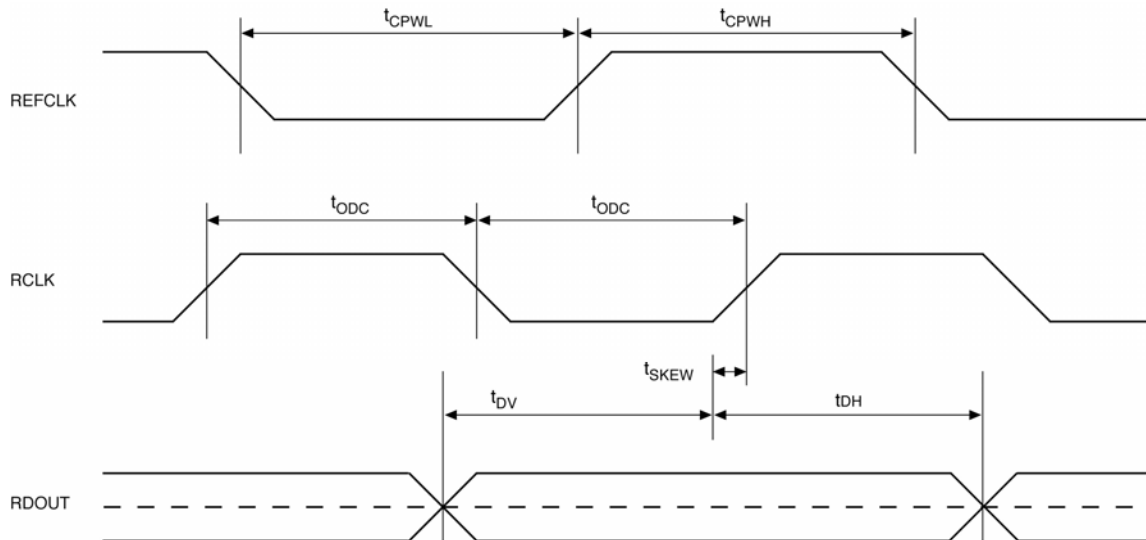 tCPWL
tCPWH
REFCLK
tODC
tODC
RCLK
tSKEW
tDV
tDH
RDOUT